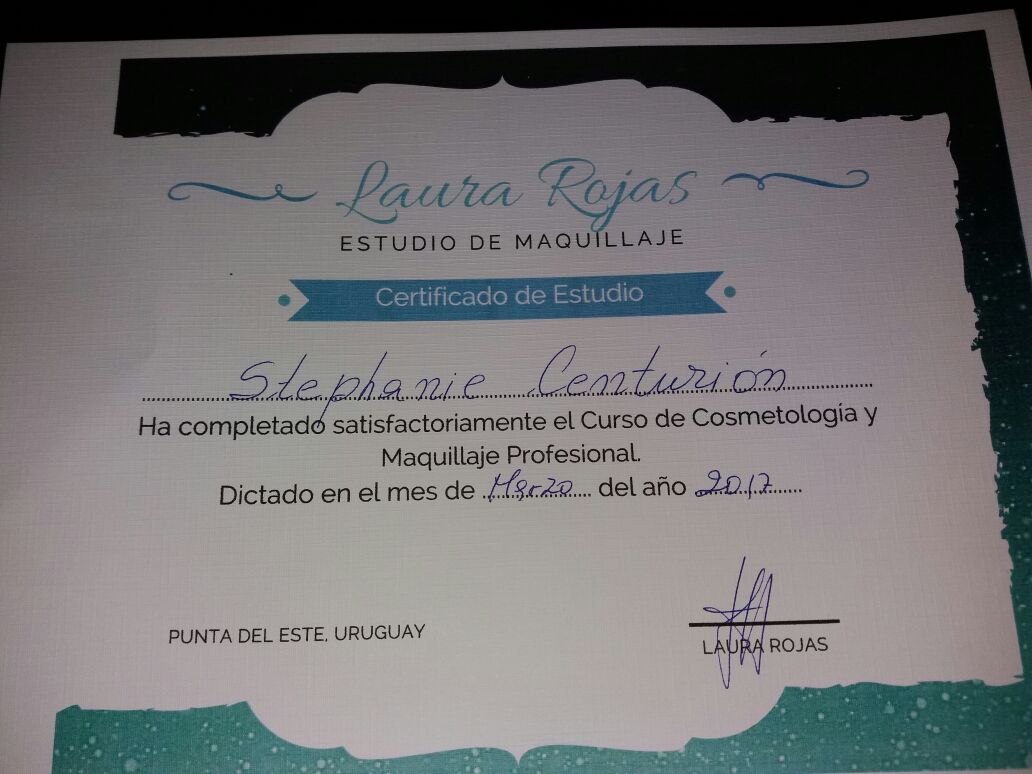 Laura Rojas
ESTUDIO DE MAQUILLAJE
Certificado de Estudio
Stephanie Centurión
Ha completado satisfactoriamente el Curso de Cosmetología y
Maquillaje Profesional.
Dictado en el mes de Marzo del año 2017
PUNTA DEL ESTE, URUGUAY
LAURA ROJAS